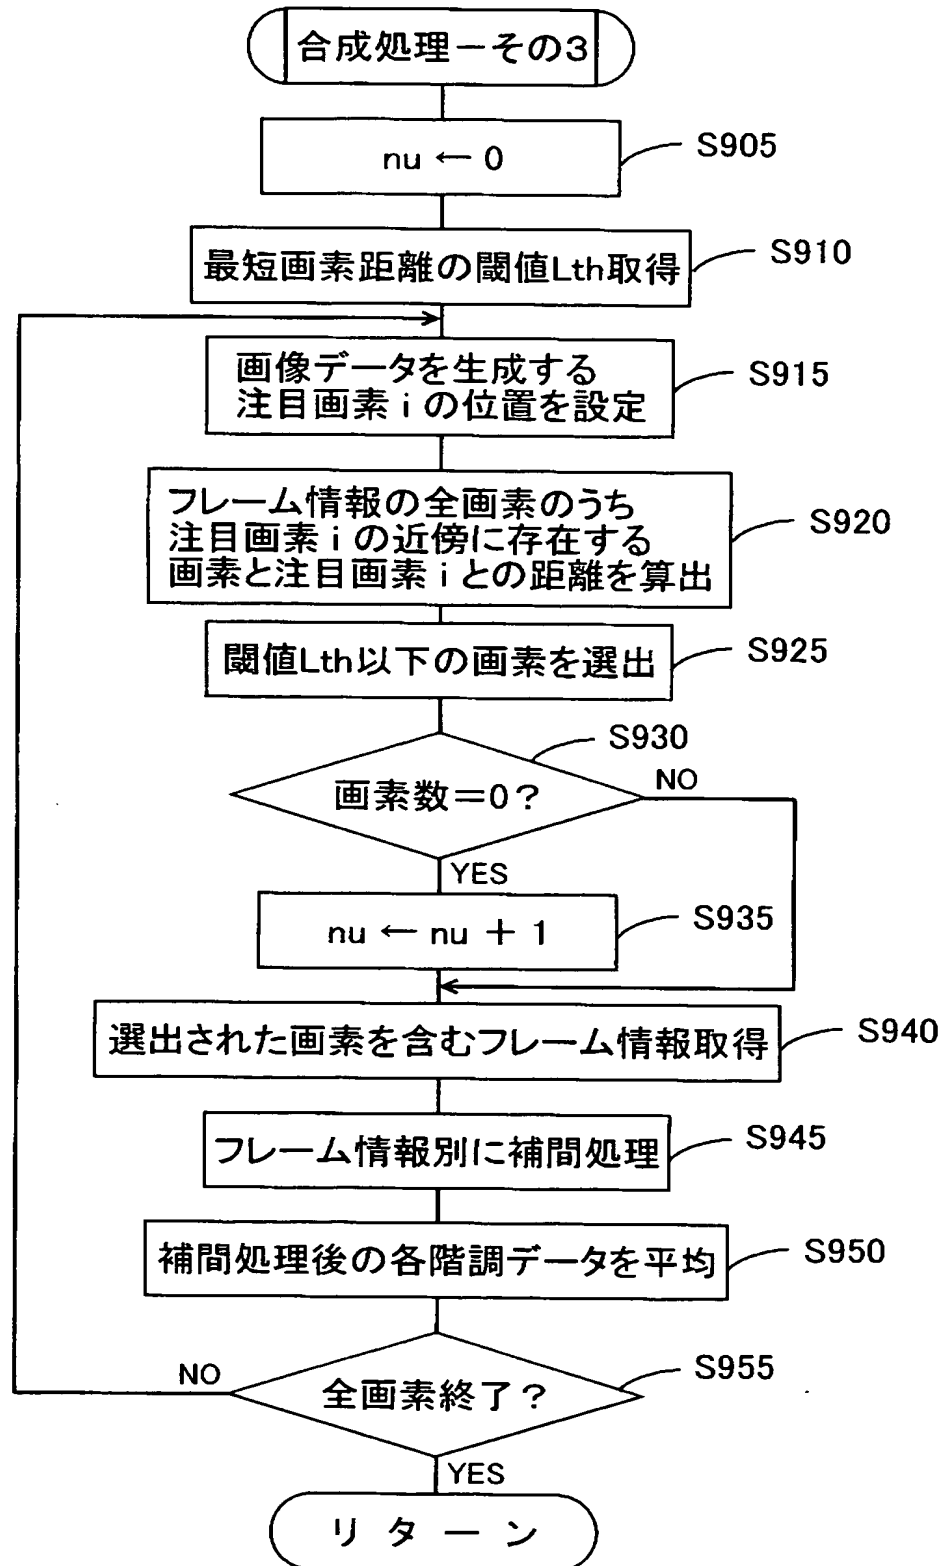 合成処理－その3
nu ← 0
S905
最短画素距離の閾値Lth取得
S910
画像データを生成する
注目画素 i の位置を設定
S915
フレーム情報の全画素のうち
注目画素 i の近傍に存在する
画素と注目画素 i との距離を算出
S920
閾値Lth以下の画素を選出
S925
S930
画素数＝0？
NO
YES
nu ← nu ＋ 1
S935
選出された画素を含むフレーム情報取得
S940
フレーム情報別に補間処理
S945
補間処理後の各階調データを平均
S950
全画素終了？
S955
NO
YES
リターン